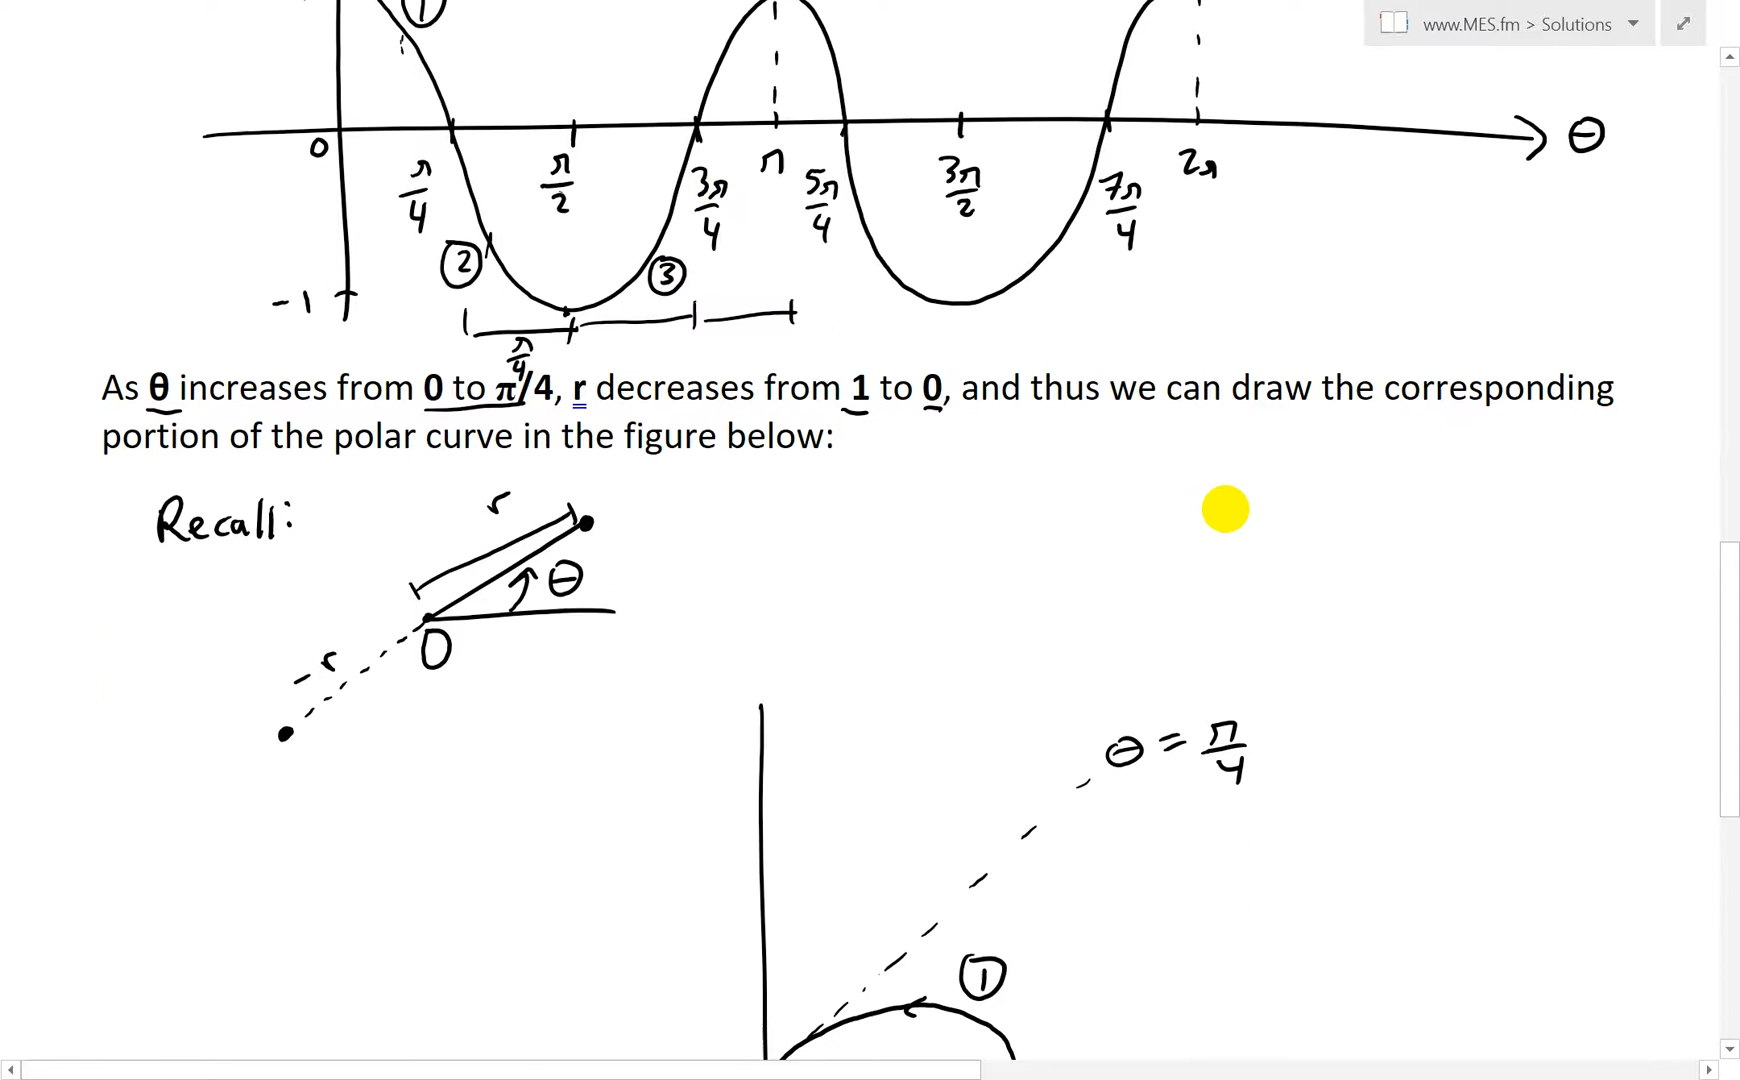 www.MES.fm > Solutions
①
0
π/4
π/2
3π/4
π
5π/4
3π/2
7π/4
2π
θ
②
③
-1
π/4
As θ increases from 0 to π/4, r decreases from 1 to 0, and thus we can draw the corresponding
portion of the polar curve in the figure below:
Recall:
r
θ
O
-r
θ = π/4
①